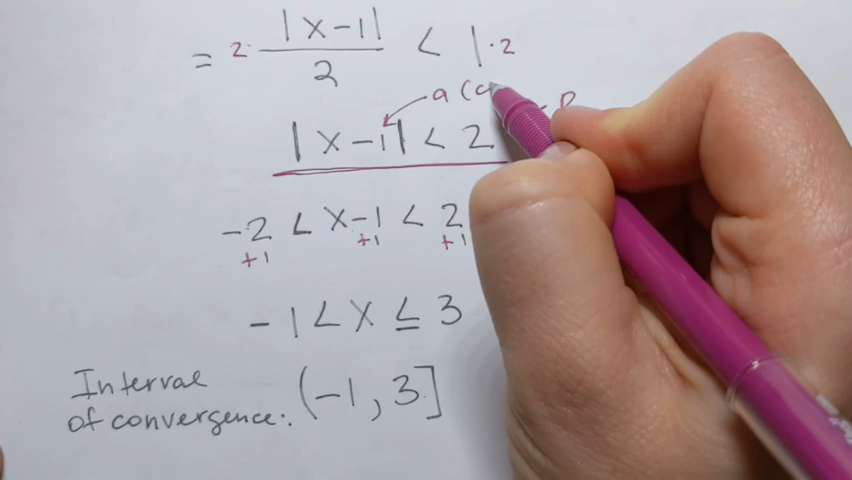 = 2· |x-1|/2 < 1·2
a (
|x-1| < 2
-2 < x-1 < 2
+1 +1 +1
-1 < x ≤ 3
Interval
of convergence: (-1, 3]